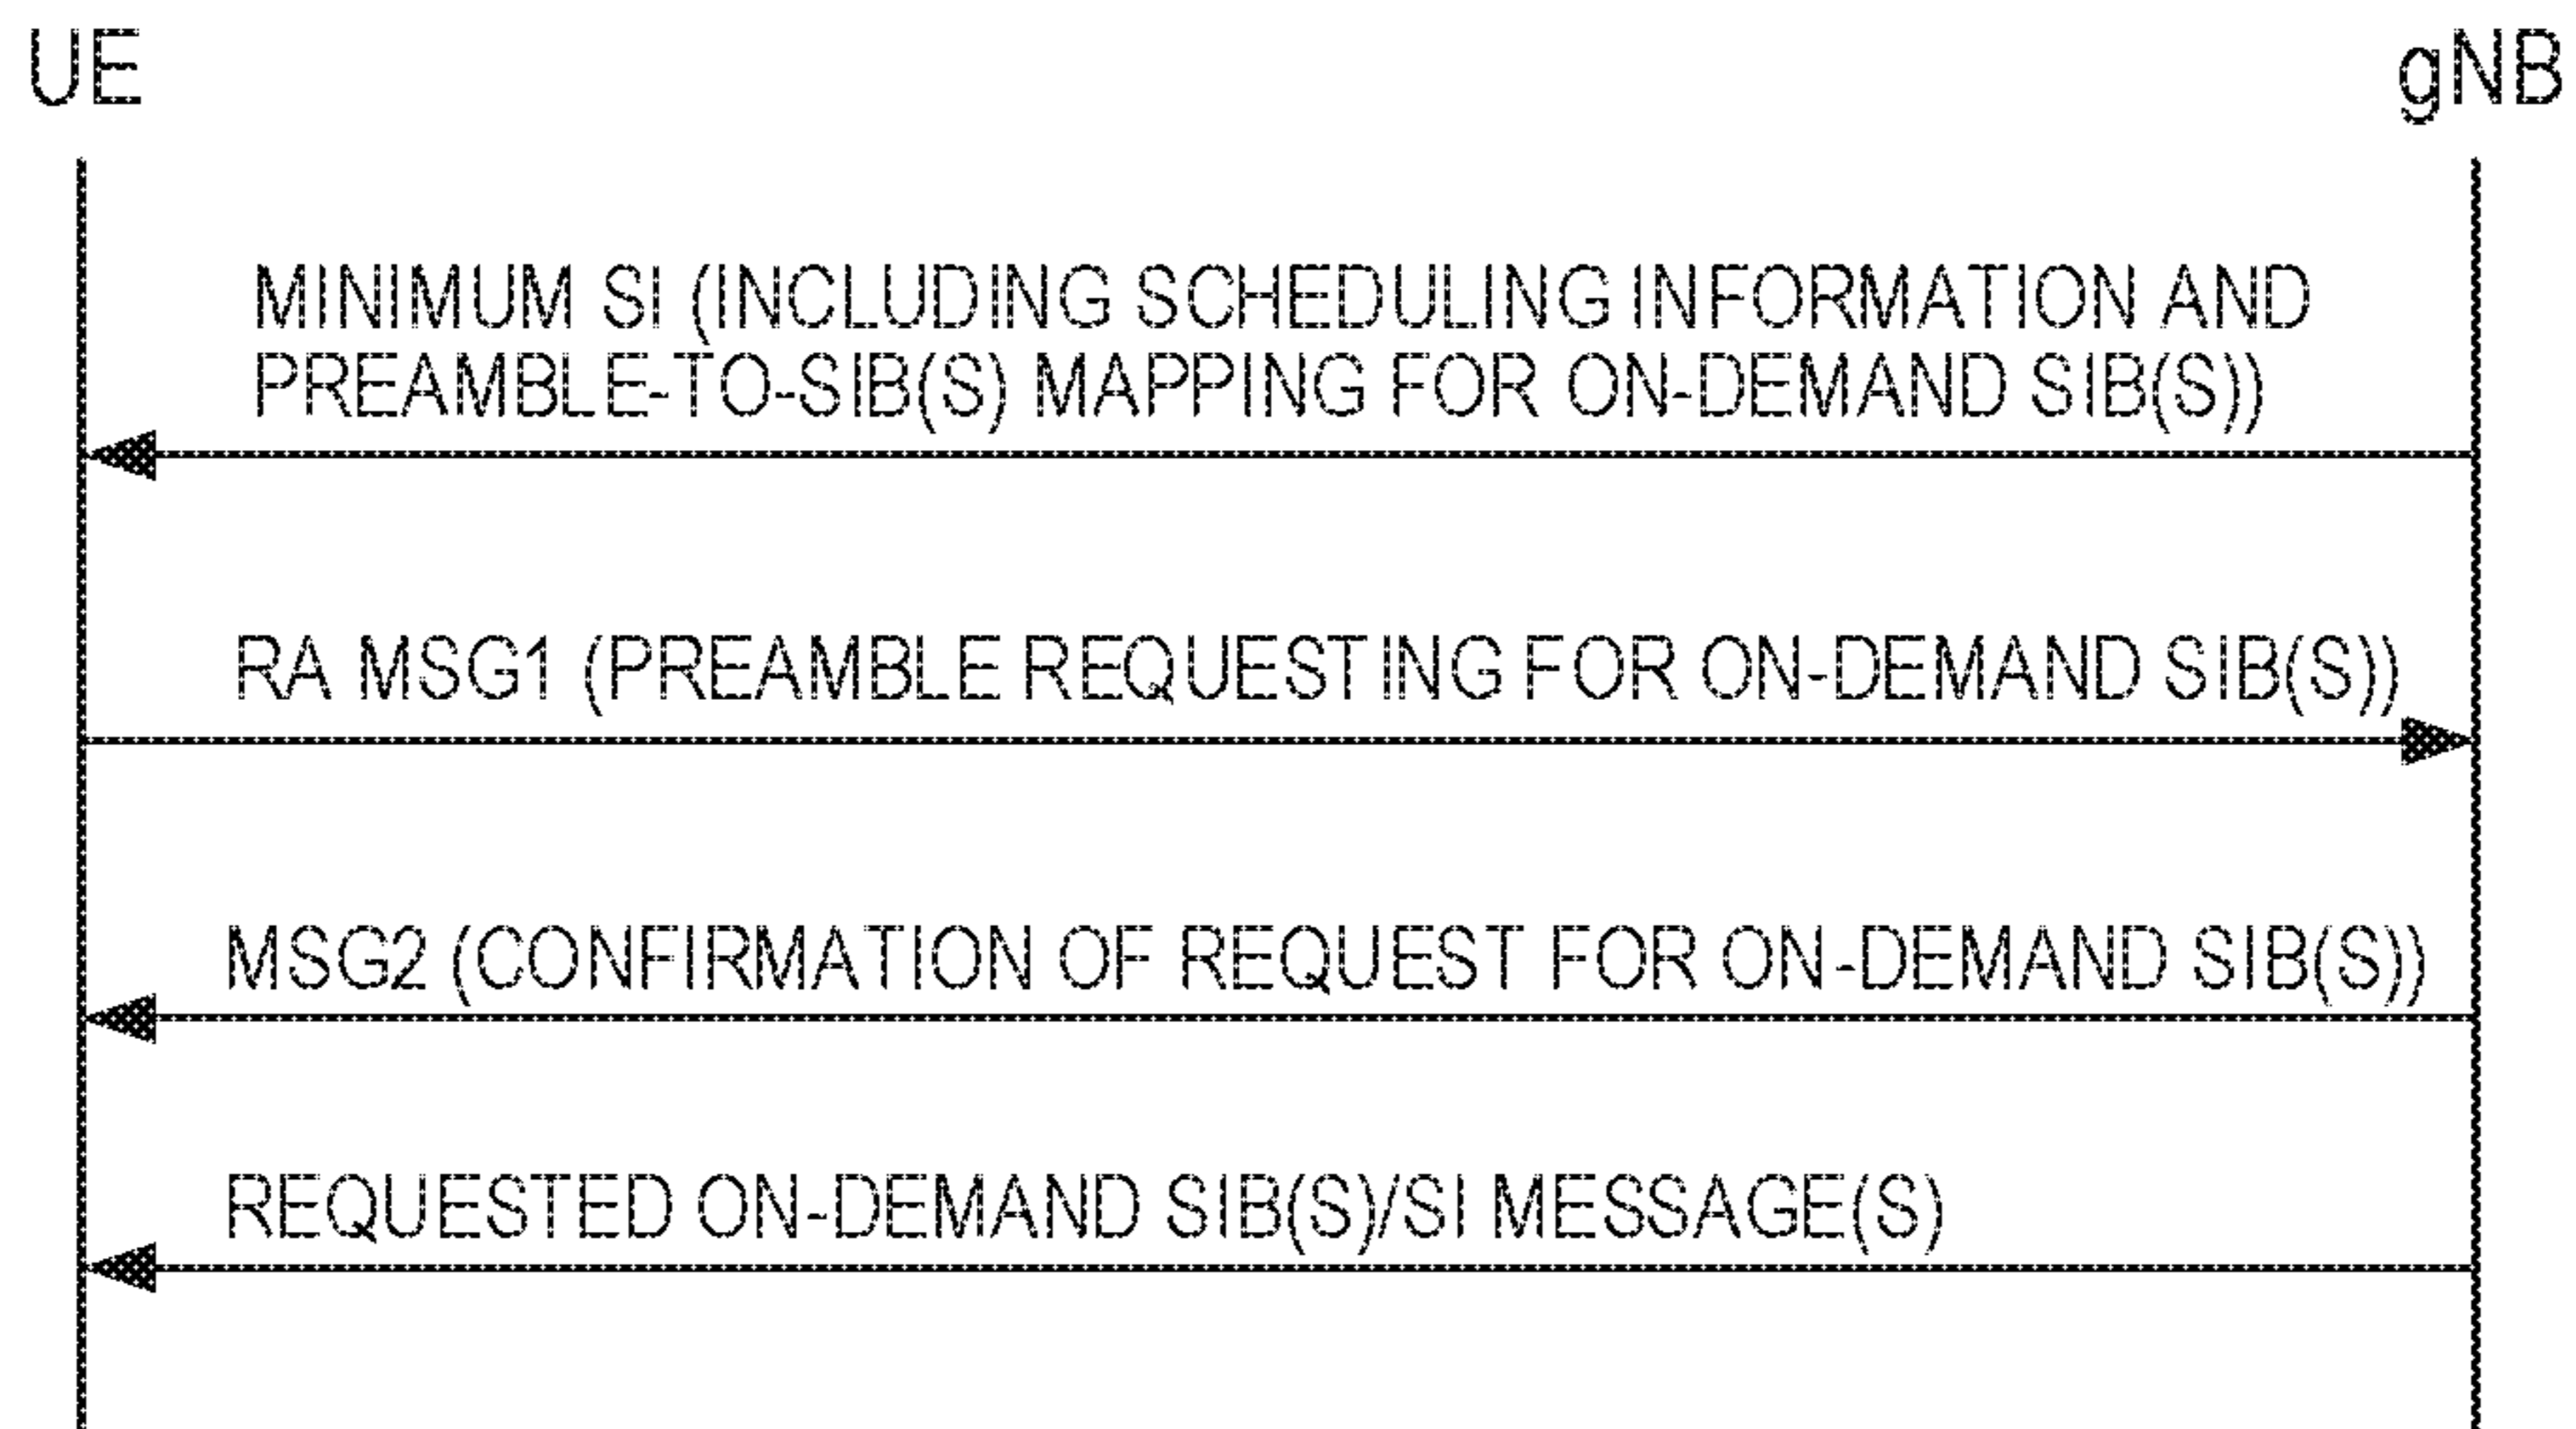 UE
gNB
MINIMUM SI (INCLUDING SCHEDULING INFORMATION AND
PREAMBLE-TO-SIB(S) MAPPING FOR ON-DEMAND SIB(S))
RA MSG1 (PREAMBLE REQUESTING FOR ON-DEMAND SIB(S))
MSG2 (CONFIRMATION OF REQUEST FOR ON-DEMAND SIB(S))
REQUESTED ON-DEMAND SIB(S)/SI MESSAGE(S)